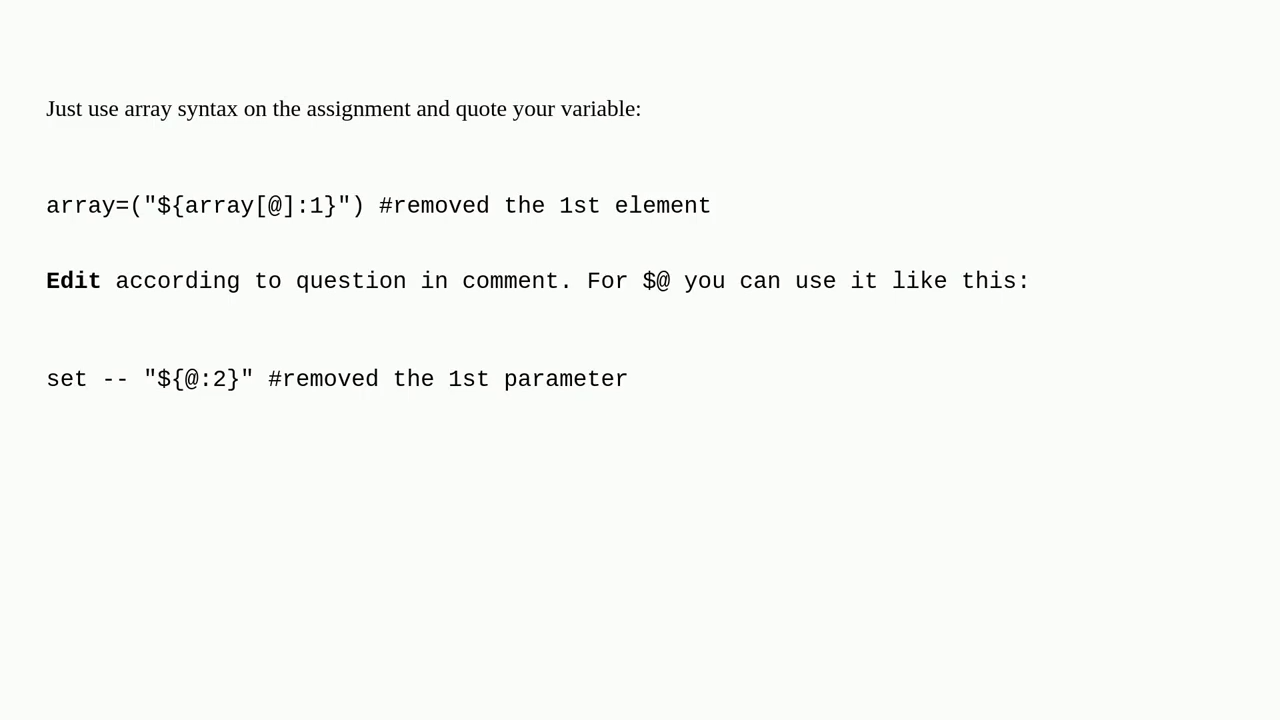 Just use array syntax on the assignment and quote your variable:
array=("${array[@]:1}") #removed the 1st element
Edit according to question in comment. For $@ you can use it like this:
set -- "${@:2}" #removed the 1st parameter